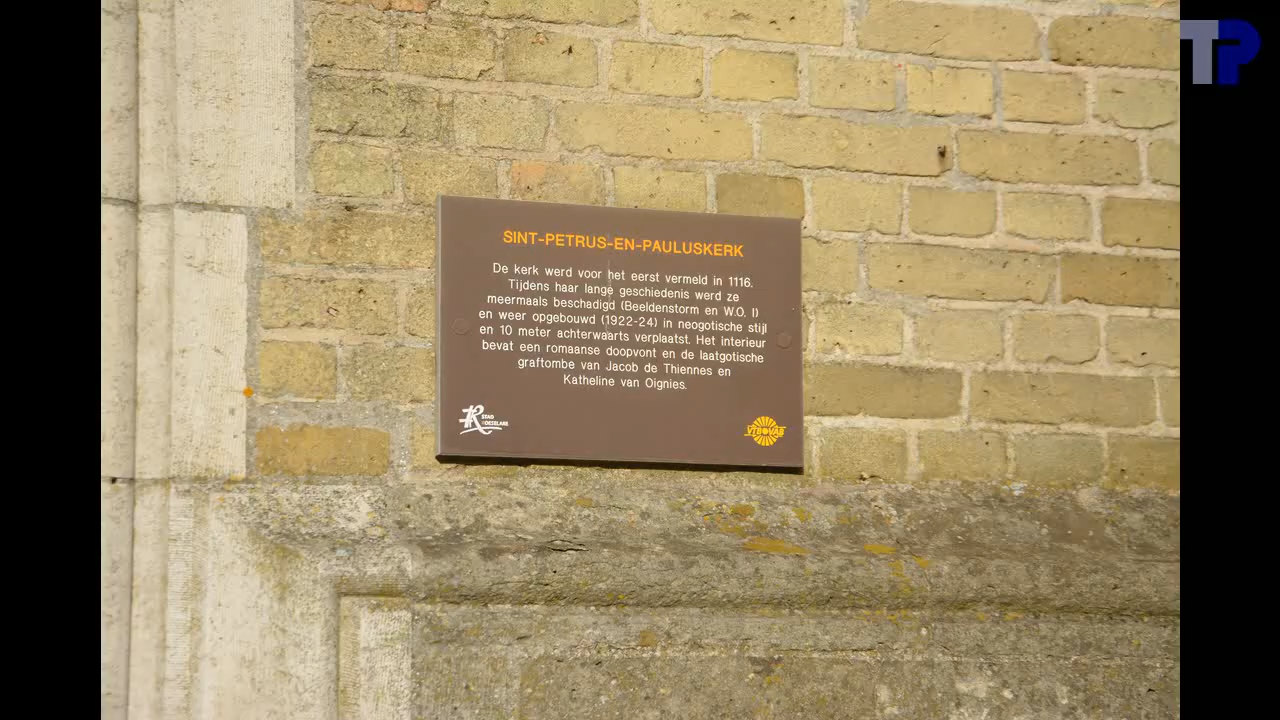 TP
SINT-PETRUS-EN-PAULUSKERK
De kerk werd voor het eerst vermeld in 1116.
Tijdens haar lange geschiedenis werd ze
meermaals beschadigd (Beeldenstorm en W.O. I)
en weer opgebouwd (1922-24) in neogotische stijl
en 10 meter achterwaarts verplaatst. Het interieur
bevat een romaanse doopvont en de laatgotische
graftombe van Jacob de Thiennes en
Katheline van Oignies.
STAD
ROESELARE
VTBOVAB